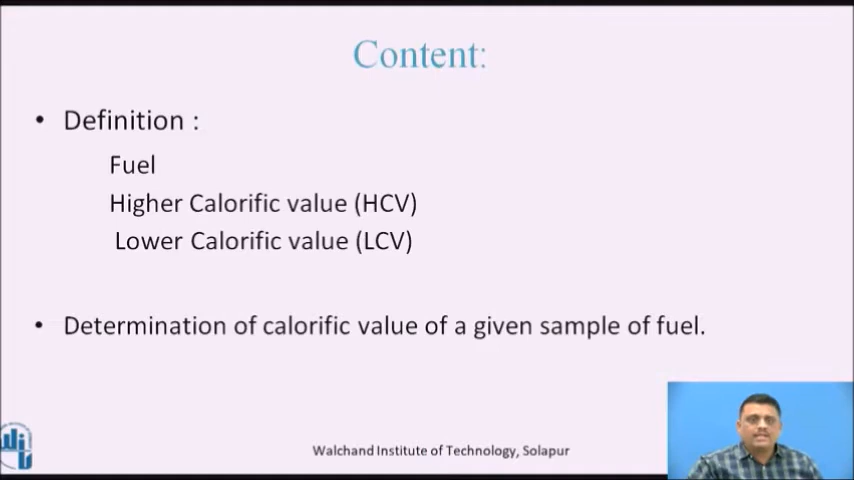 Content:
• Definition :
Fuel
Higher Calorific value (HCV)
Lower Calorific value (LCV)
• Determination of calorific value of a given sample of fuel.
Walchand Institute of Technology, Solapur